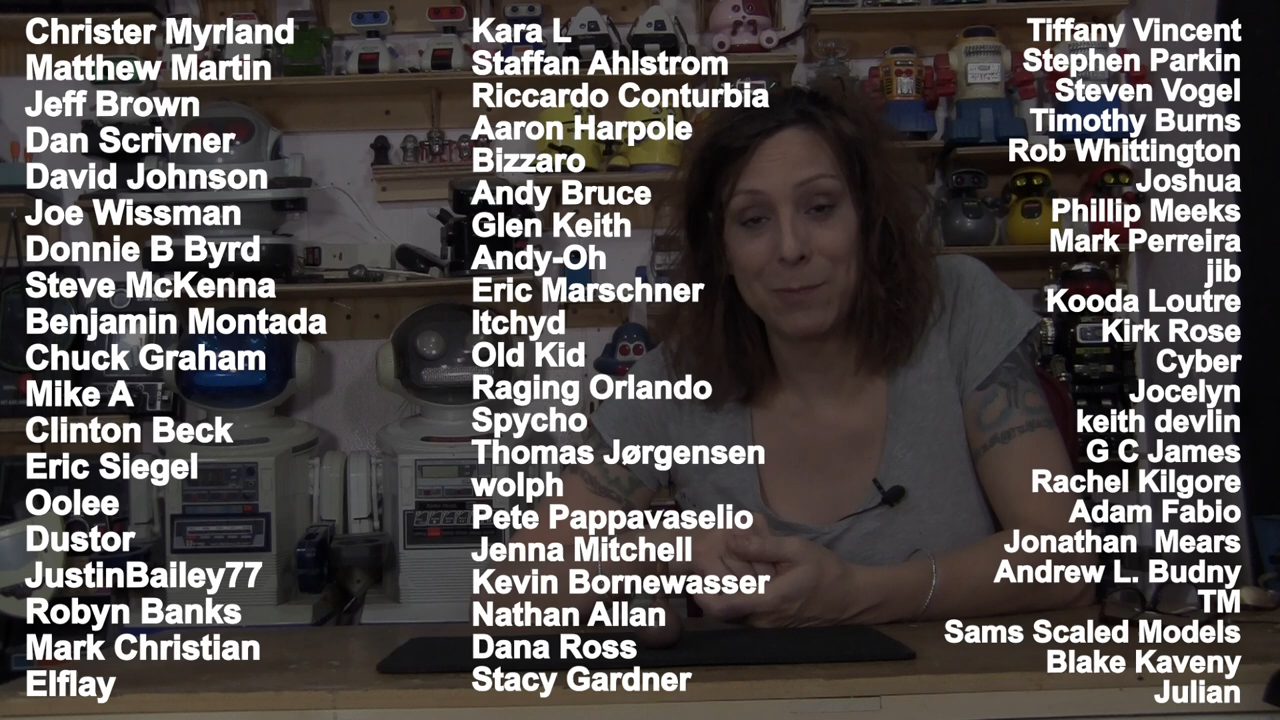 Christer Myrland
Matthew Martin
Jeff Brown
Dan Scrivner
David Johnson
Joe Wissman
Donnie B Byrd
Steve McKenna
Benjamin Montada
Chuck Graham
Mike A
Clinton Beck
Eric Siegel
Oolee
Dustor
JustinBailey77
Robyn Banks
Mark Christian
Elflay
Kara L
Staffan Ahlstrom
Riccardo Conturbia
Aaron Harpole
Bizzaro
Andy Bruce
Glen Keith
Andy-Oh
Eric Marschner
Itchyd
Old Kid
Raging Orlando
Spycho
Thomas Jørgensen
wolph
Pete Pappavaselio
Jenna Mitchell
Kevin Bornewasser
Nathan Allan
Dana Ross
Stacy Gardner
Tiffany Vincent
Stephen Parkin
Steven Vogel
Timothy Burns
Rob Whittington
Joshua
Phillip Meeks
Mark Perreira
jib
Kooda Loutre
Kirk Rose
Cyber
Jocelyn
keith devlin
G C James
Rachel Kilgore
Adam Fabio
Jonathan  Mears
Andrew L. Budny
TM
Sams Scaled Models
Blake Kaveny
Julian